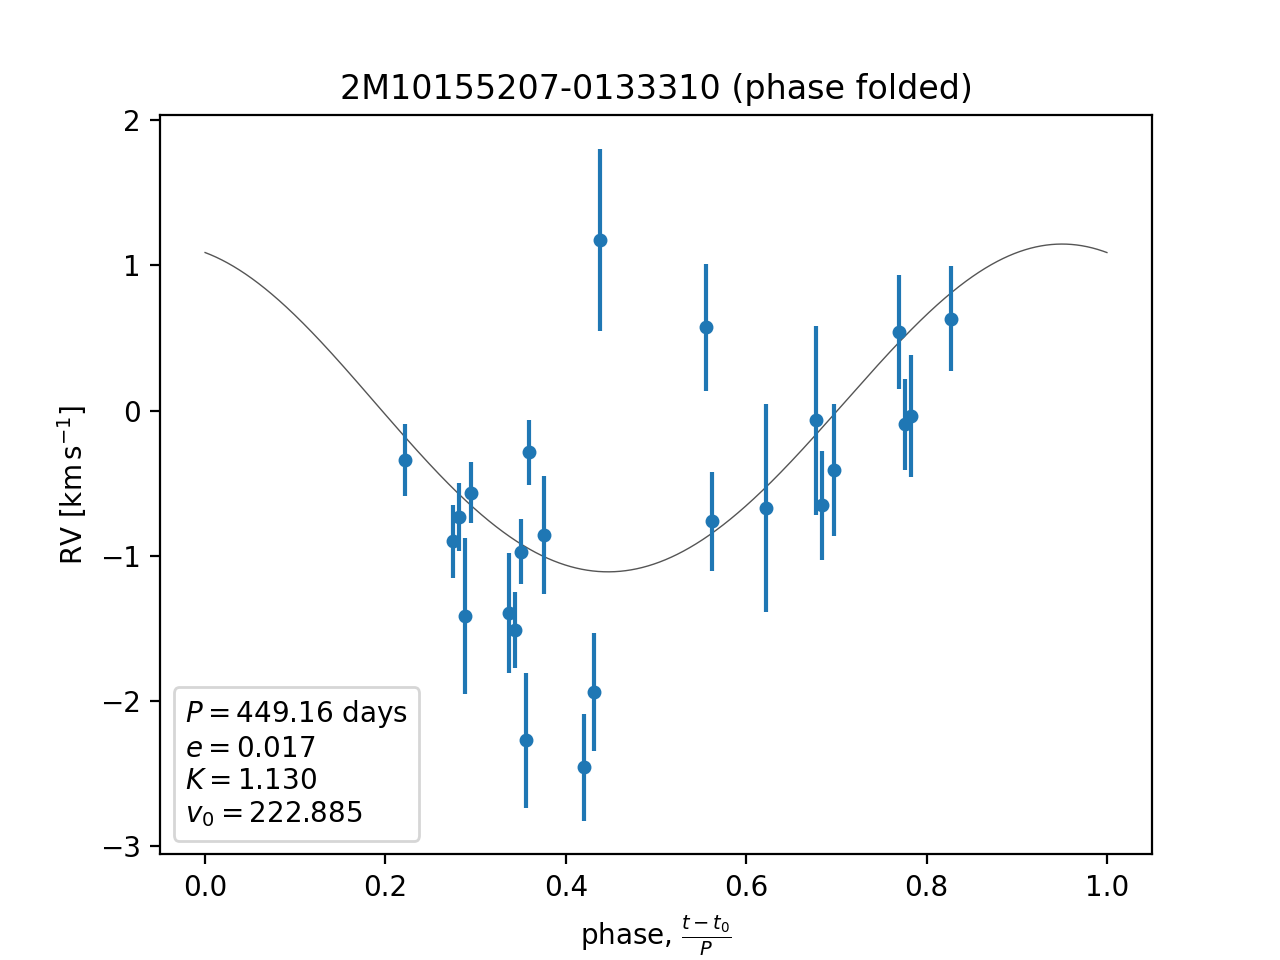 2M10155207-0133310 (phase folded)
2
1
0
−1
−2
−3
RV [km s⁻¹]
P = 449.16 days
e = 0.017
K = 1.130
v₀ = 222.885
0.0 0.2 0.4 0.6 0.8 1.0
phase, (t − t₀)/P